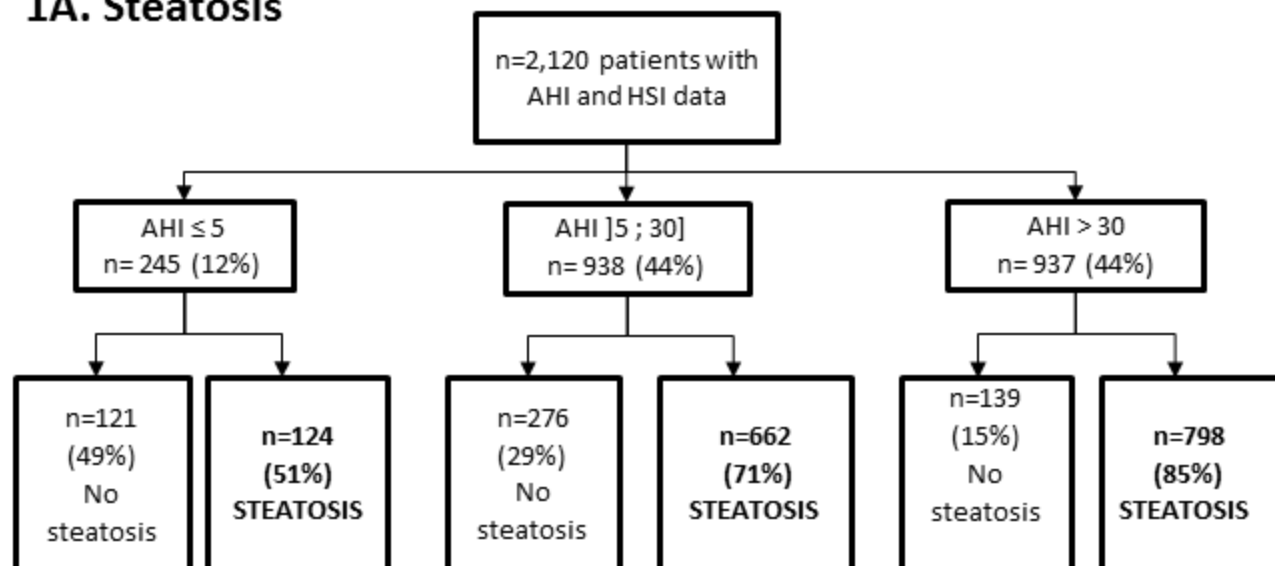 1A. Steatosis
n=2,120 patients with
AHI and HSI data
AHI ≤ 5
n= 245 (12%)
AHI ]5 ; 30]
n= 938 (44%)
AHI > 30
n= 937 (44%)
n=121
(49%)
No
steatosis
n=124
(51%)
STEATOSIS
n=276
(29%)
No
steatosis
n=662
(71%)
STEATOSIS
n=139
(15%)
No
steatosis
n=798
(85%)
STEATOSIS